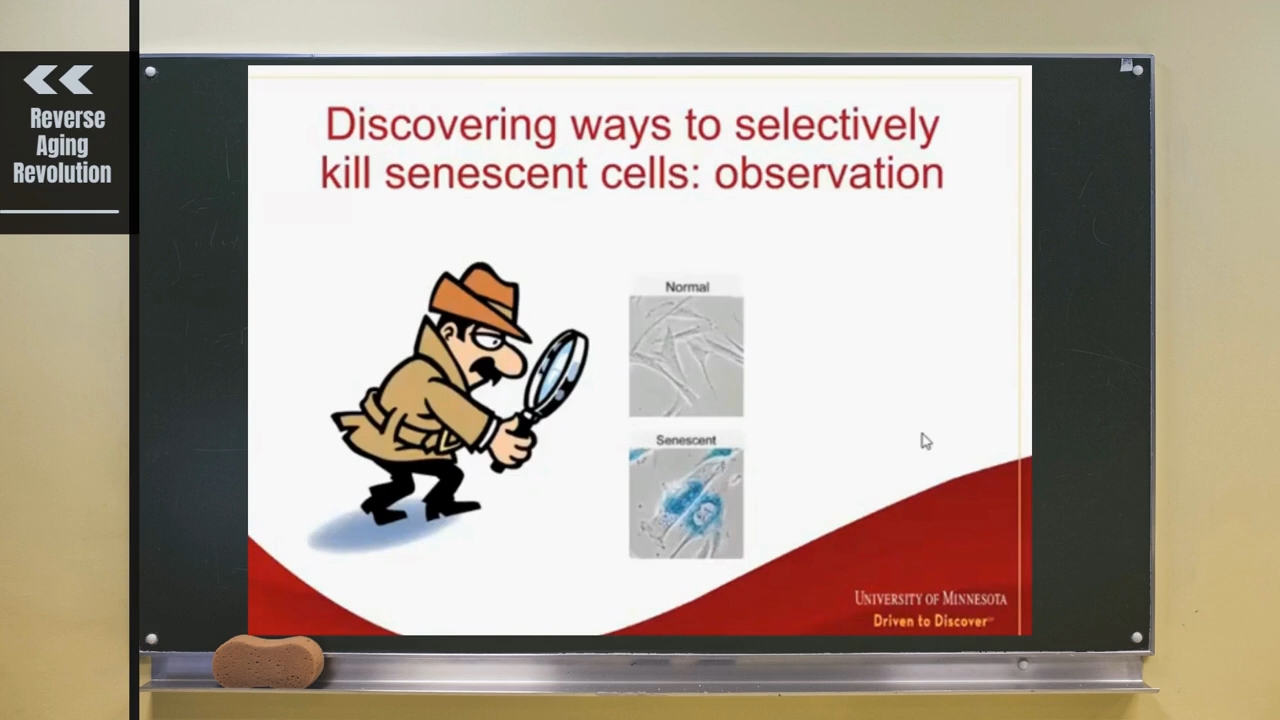 Reverse
Aging
Revolution
Discovering ways to selectively
kill senescent cells: observation
Normal
Senescent
UNIVERSITY OF MINNESOTA
Driven to Discover